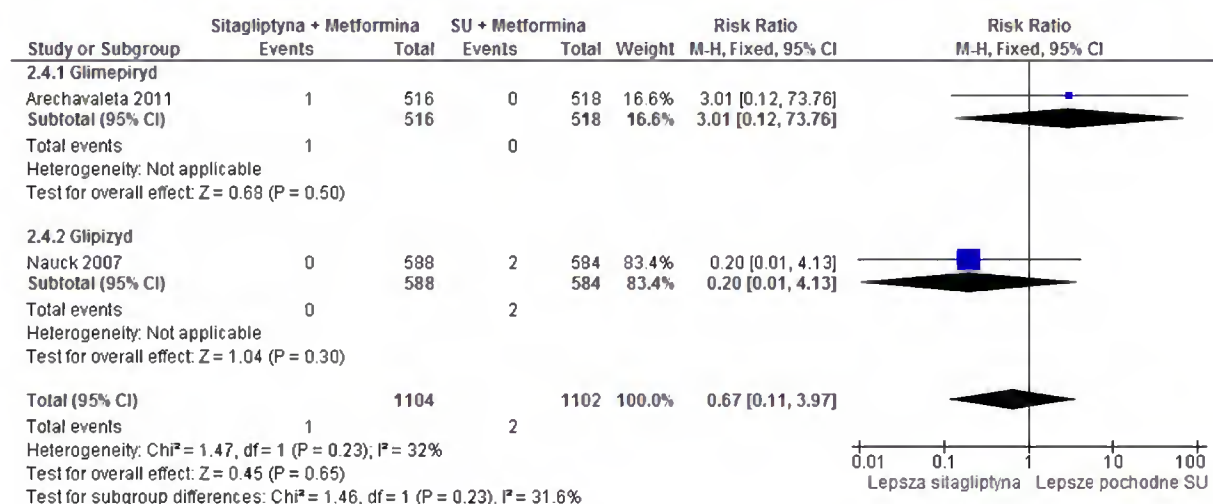 Sitagliptyna + Metformina SU + Metformina Risk Ratio Risk Ratio
Study or Subgroup Events Total Events Total Weight M-H, Fixed, 95% CI M-H, Fixed, 95% CI
2.4.1 Glimepiryd
Arechavaleta 2011 1 516 0 518 16.6% 3.01 [0.12, 73.76]
Subtotal (95% CI) 516 518 16.6% 3.01 [0.12, 73.76]
Total events 1 0
Heterogeneity: Not applicable
Test for overall effect: Z = 0.68 (P = 0.50)
2.4.2 Glipizyd
Nauck 2007 0 588 2 584 83.4% 0.20 [0.01, 4.13]
Subtotal (95% CI) 588 584 83.4% 0.20 [0.01, 4.13]
Total events 0 2
Heterogeneity: Not applicable
Test for overall effect: Z = 1.04 (P = 0.30)
Total (95% CI) 1104 1102 100.0% 0.67 [0.11, 3.97]
Total events 1 2
Heterogeneity: Chi² = 1.47, df = 1 (P = 0.23); I² = 32%
Test for overall effect: Z = 0.45 (P = 0.65)
Test for subgroup differences: Chi² = 1.46, df = 1 (P = 0.23), I² = 31.6%
0.01 0.1 1 10 100
Lepsza sitagliptyna Lepsze pochodne SU